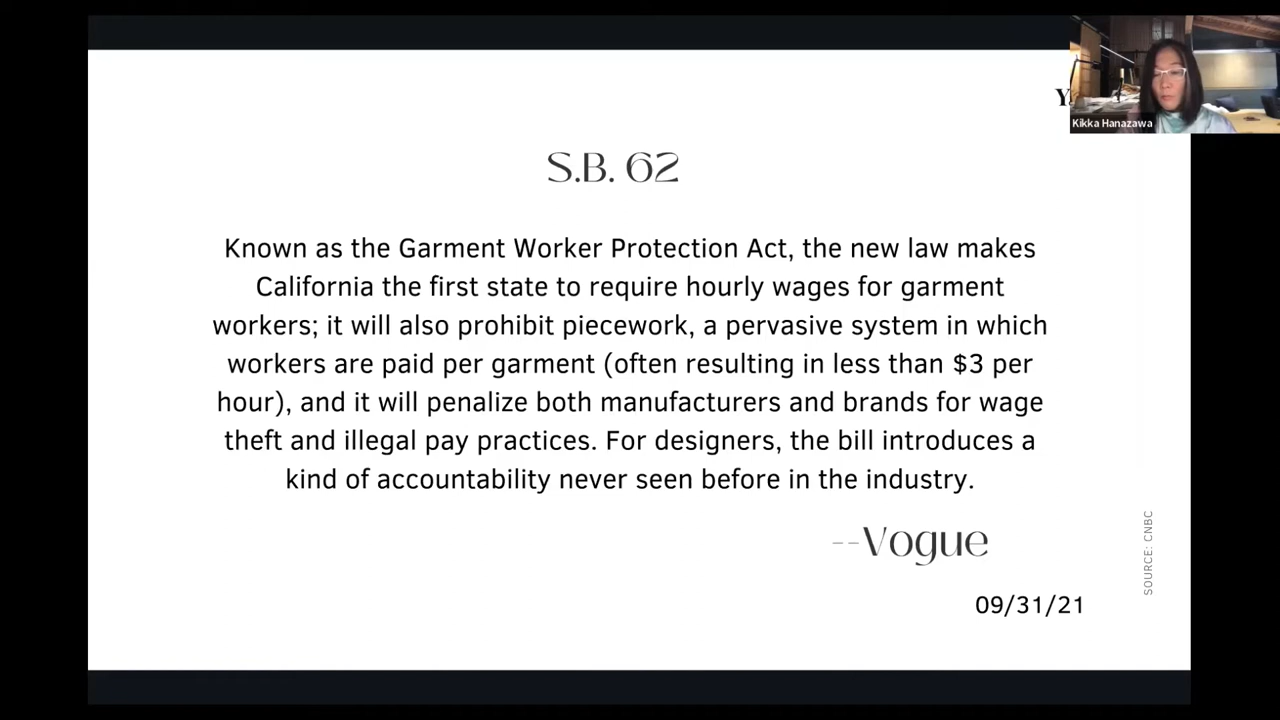 Kikka Hanazawa
S.B. 62
Known as the Garment Worker Protection Act, the new law makes
California the first state to require hourly wages for garment
workers; it will also prohibit piecework, a pervasive system in which
workers are paid per garment (often resulting in less than $3 per
hour), and it will penalize both manufacturers and brands for wage
theft and illegal pay practices. For designers, the bill introduces a
kind of accountability never seen before in the industry.
--Vogue
09/31/21
SOURCE: CNBC